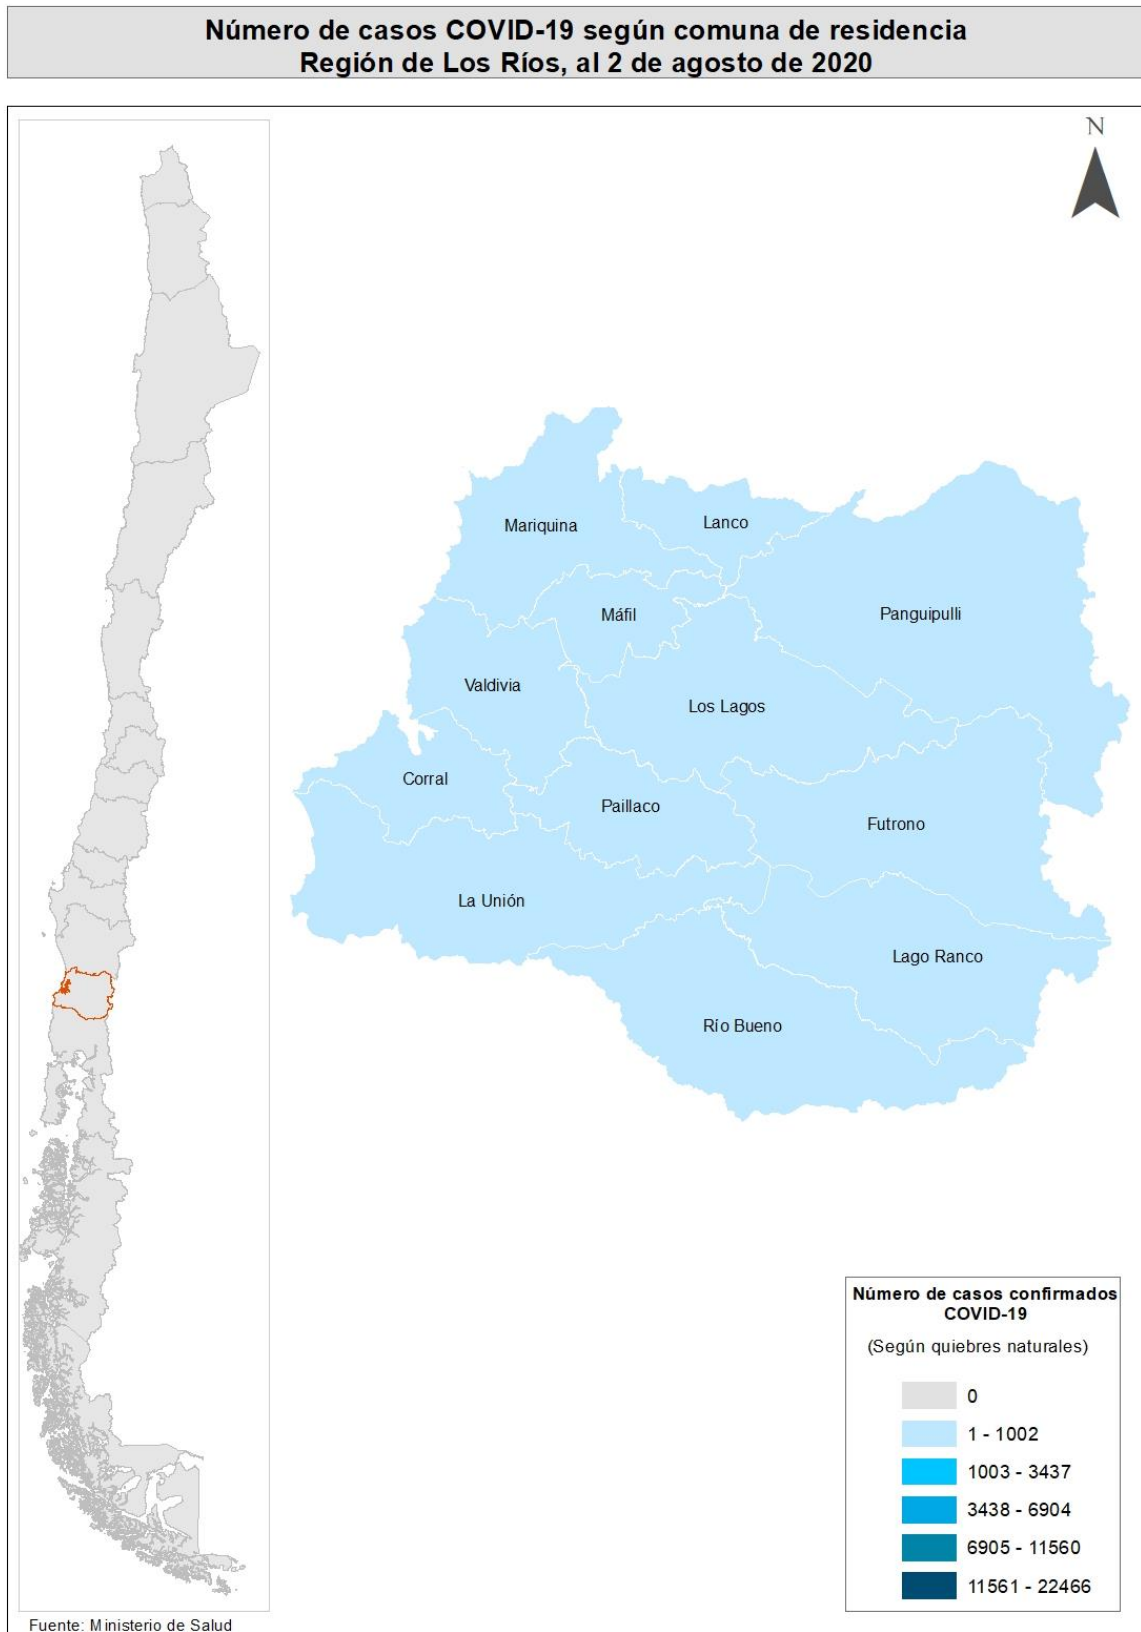 Número de casos COVID-19 según comuna de residencia
Región de Los Ríos, al 2 de agosto de 2020
N
Mariquina
Lanco
Máfil
Panguipulli
Valdivia
Los Lagos
Corral
Paillaco
Futrono
La Unión
Lago Ranco
Río Bueno
Número de casos confirmados
COVID-19
(Según quiebres naturales)
0
1 - 1002
1003 - 3437
3438 - 6904
6905 - 11560
11561 - 22466
Fuente: Ministerio de Salud